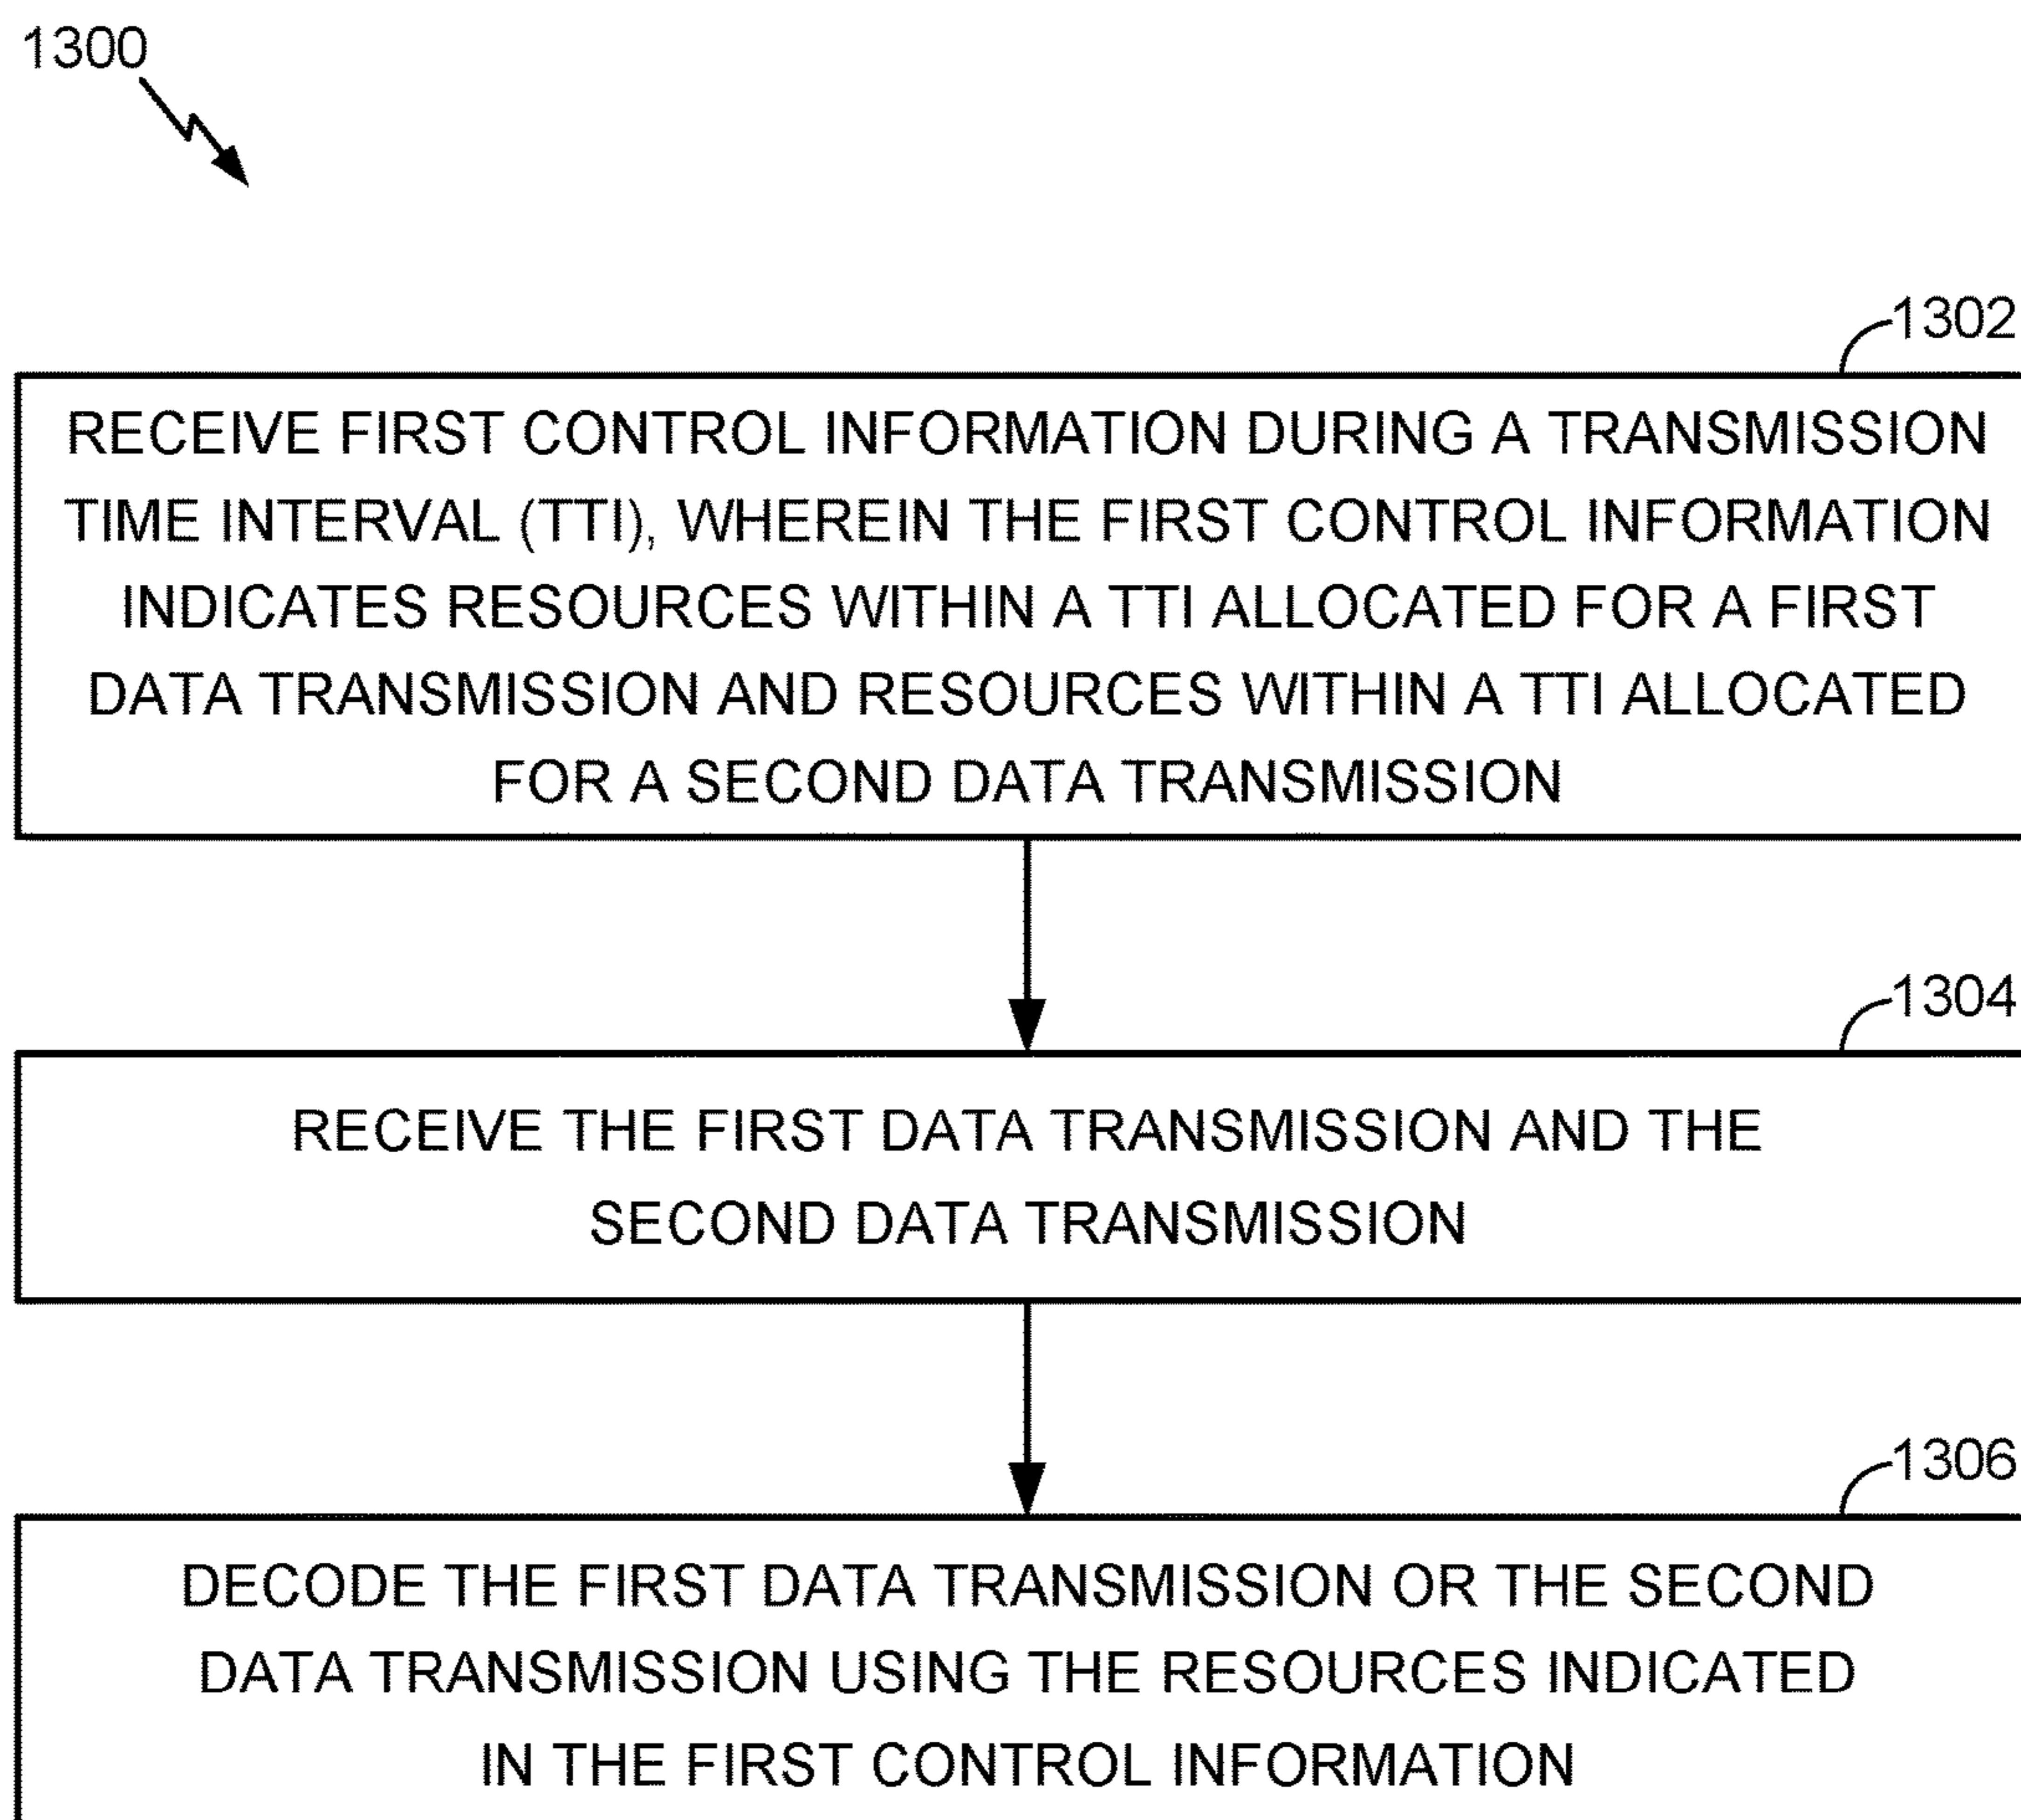 1300
1302
RECEIVE FIRST CONTROL INFORMATION DURING A TRANSMISSION
TIME INTERVAL (TTI), WHEREIN THE FIRST CONTROL INFORMATION
INDICATES RESOURCES WITHIN A TTI ALLOCATED FOR A FIRST
DATA TRANSMISSION AND RESOURCES WITHIN A TTI ALLOCATED
FOR A SECOND DATA TRANSMISSION
1304
RECEIVE THE FIRST DATA TRANSMISSION AND THE
SECOND DATA TRANSMISSION
1306
DECODE THE FIRST DATA TRANSMISSION OR THE SECOND
DATA TRANSMISSION USING THE RESOURCES INDICATED
IN THE FIRST CONTROL INFORMATION